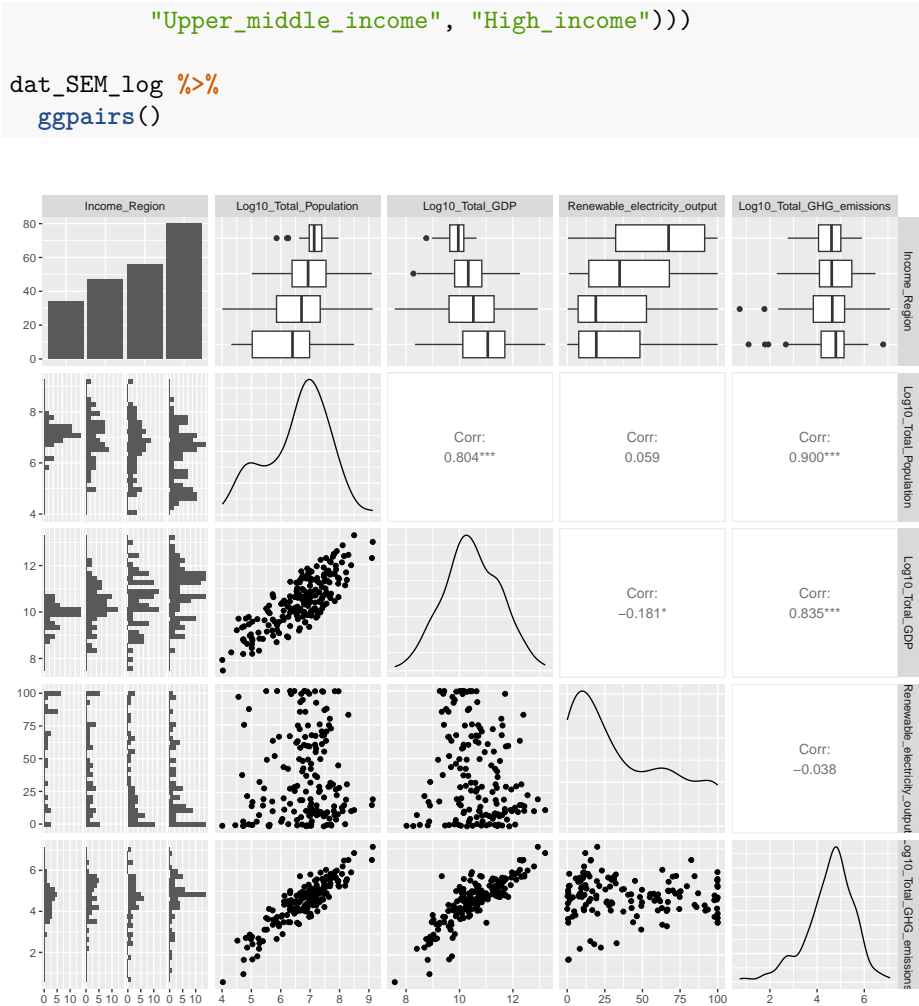 "Upper_middle_income", "High_income")))
dat_SEM_log %>%
ggpairs()
Income_Region Log10_Total_Population Log10_Total_GDP Renewable_electricity_output Log10_Total_GHG_emissions
80
60
40
20
0
Income_Region
8
6
4
Corr:
0.804***
Corr:
0.059
Corr:
0.900***
Log10_Total_Population
12
10
8
Corr:
−0.181*
Corr:
0.835***
Log10_Total_GDP
100
75
50
25
0
Corr:
−0.038
Renewable_electricity_output
6
4
2
.og10_Total_GHG_emissions
0 5 10 0 5 10 0 5 10 0 5 10 4 5 6 7 8 9 8 10 12 0 25 50 75 100 2 4 6